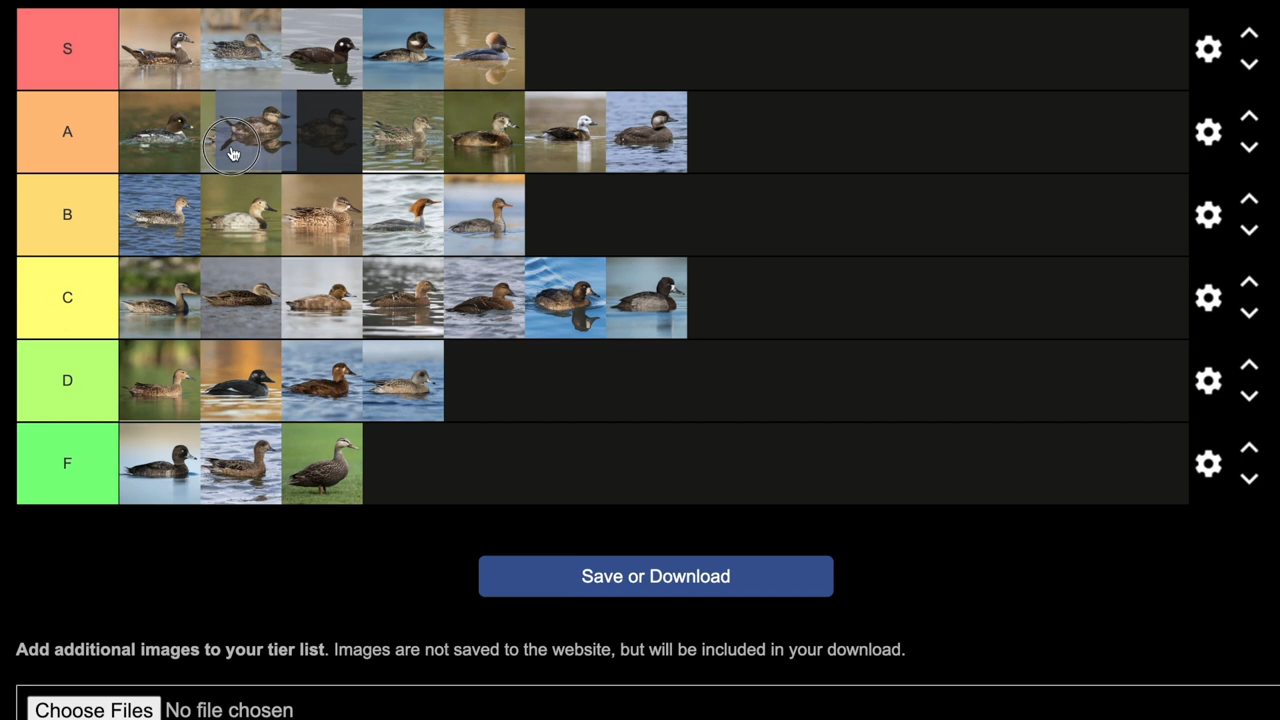 S
A
B
C
D
F
Save or Download
Add additional images to your tier list. Images are not saved to the website, but will be included in your download.
Choose Files No file chosen